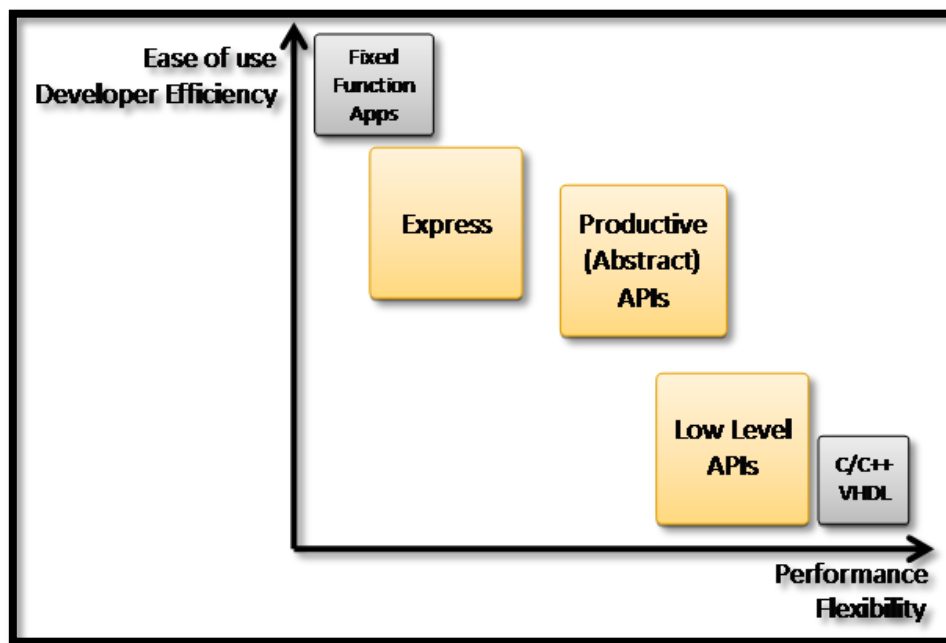 Ease of use
Developer Efficiency
Fixed
Function
Apps
Express
Productive
(Abstract)
APIs
Low Level
APIs
C/C++
VHDL
Performance
Flexibility